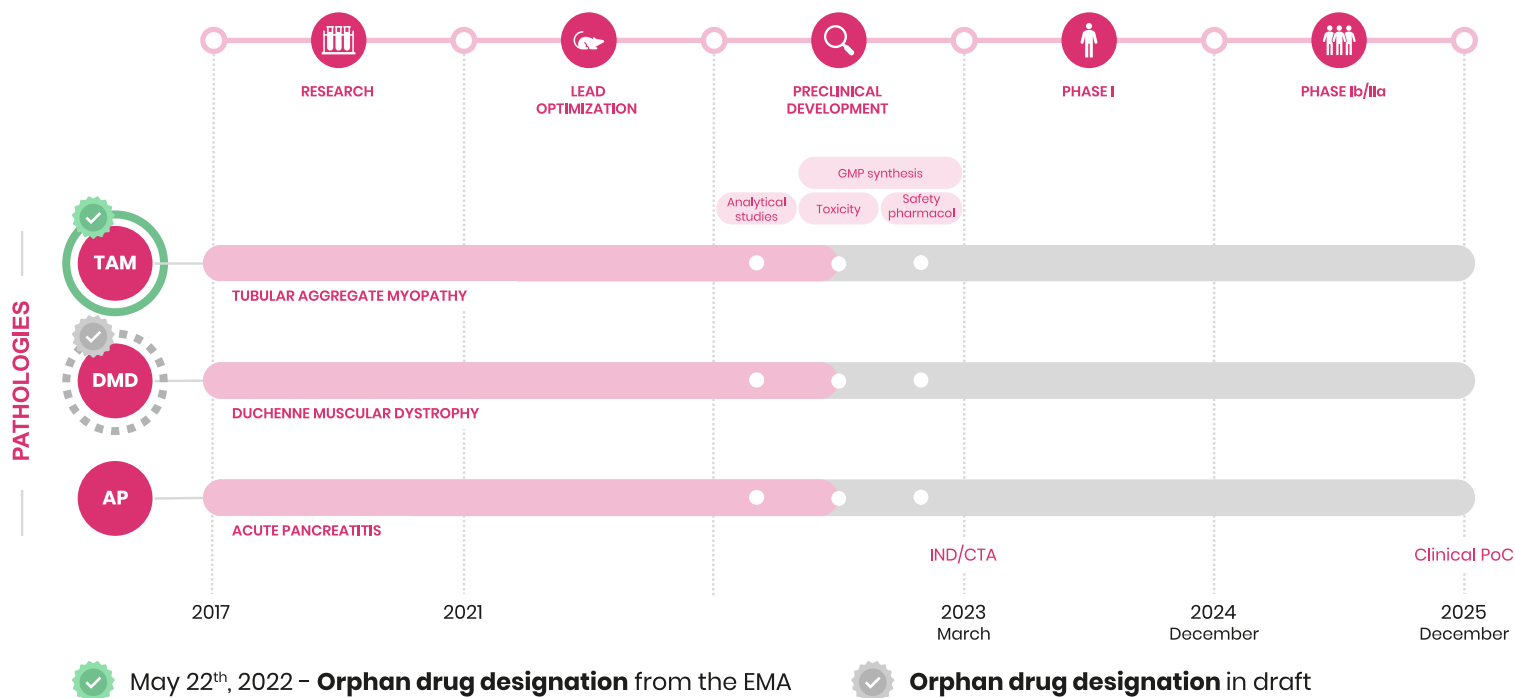 RESEARCH
LEAD
OPTIMIZATION
PRECLINICAL
DEVELOPMENT
PHASE I
PHASE Ib/IIa
GMP synthesis
Analytical
studies
Toxicity
Safety
pharmacol
PATHOLOGIES
TAM
TUBULAR AGGREGATE MYOPATHY
DMD
DUCHENNE MUSCULAR DYSTROPHY
AP
ACUTE PANCREATITIS
IND/CTA
Clinical PoC
2017
2021
2023
March
2024
December
2025
December
May 22th, 2022 - Orphan drug designation from the EMA
Orphan drug designation in draft